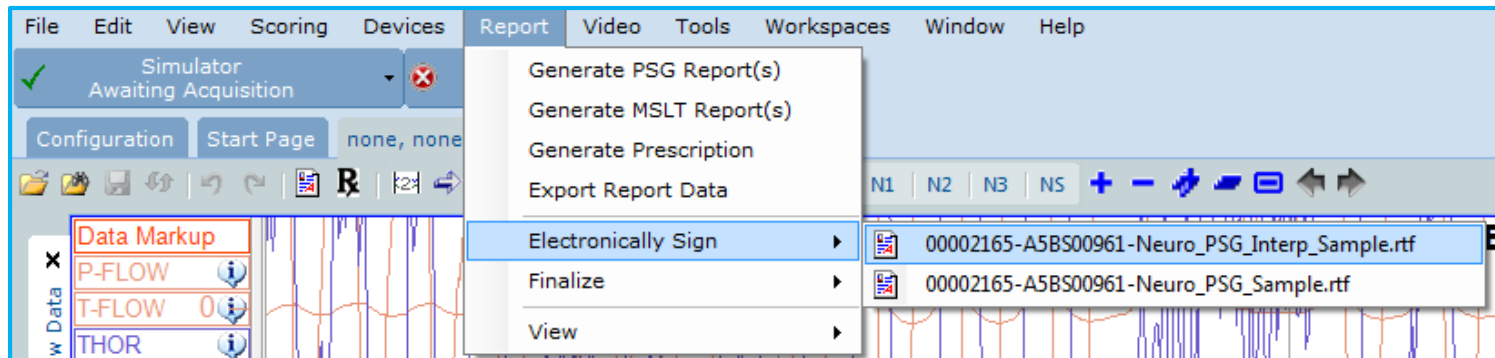 File Edit View Scoring Devices Report Video Tools Workspaces Window Help
Simulator
Awaiting Acquisition
Configuration Start Page none, none
Generate PSG Report(s)
Generate MSLT Report(s)
Generate Prescription
Export Report Data
Electronically Sign
Finalize
View
00002165-A5BS00961-Neuro_PSG_Interp_Sample.rtf
00002165-A5BS00961-Neuro_PSG_Sample.rtf
N1 N2 N3 NS
Data Markup
P-FLOW
T-FLOW 0
THOR
w Data